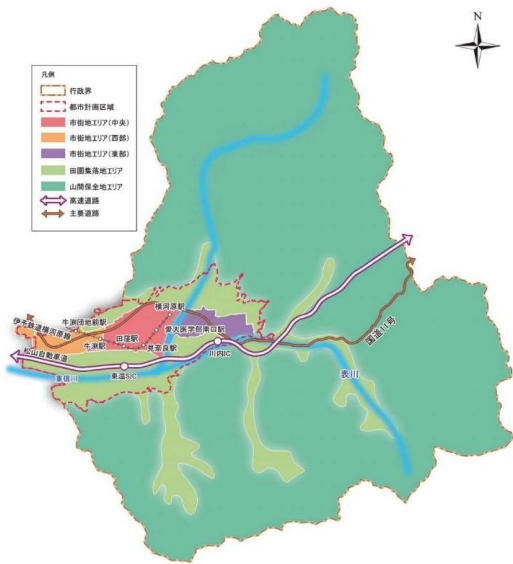 N
凡例
行政界
都市計画区域
市街地エリア(中央)
市街地エリア(西部)
市街地エリア(東部)
田園集落地エリア
山間保全地エリア
高速道路
主要道路
横河原駅
愛大医学部南口駅
牛渕団地前駅
伊予鉄道横河原線
田窪駅
牛渕駅
見奈良駅
松山自動車道
川内IC
東温SIC
重信川
国道11号
表川